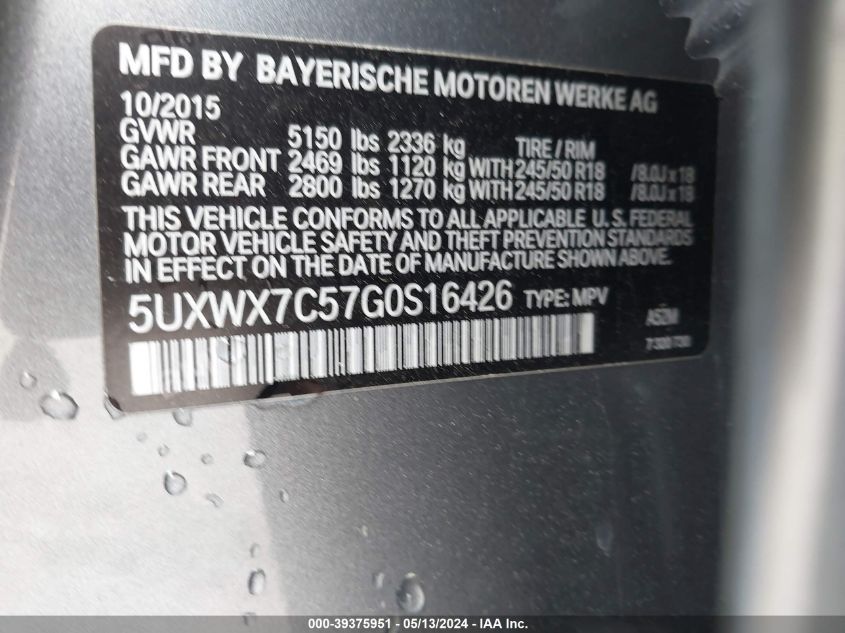 MFD BY BAYERISCHE MOTOREN WERKE AG
10/2015
GVWR 5150 lbs 2336 kg TIRE / RIM
GAWR FRONT 2469 lbs 1120 kg WITH 245/50 R18 /8.0J x 18
GAWR REAR 2800 lbs 1270 kg WITH 245/50 R18 /8.0J x 18
THIS VEHICLE CONFORMS TO ALL APPLICABLE U. S. FEDERAL
MOTOR VEHICLE SAFETY AND THEFT PREVENTION STANDARDS
IN EFFECT ON THE DATE OF MANUFACTURE SHOWN ABOVE.
5UXWX7C57G0S16426 TYPE: MPV
000-39375951 - 05/13/2024 - IAA Inc.